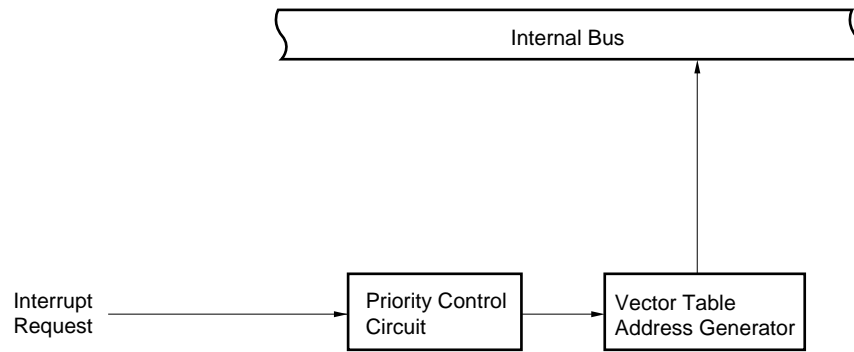 Internal Bus
Interrupt
Request
Priority Control
Circuit
Vector Table
Address Generator